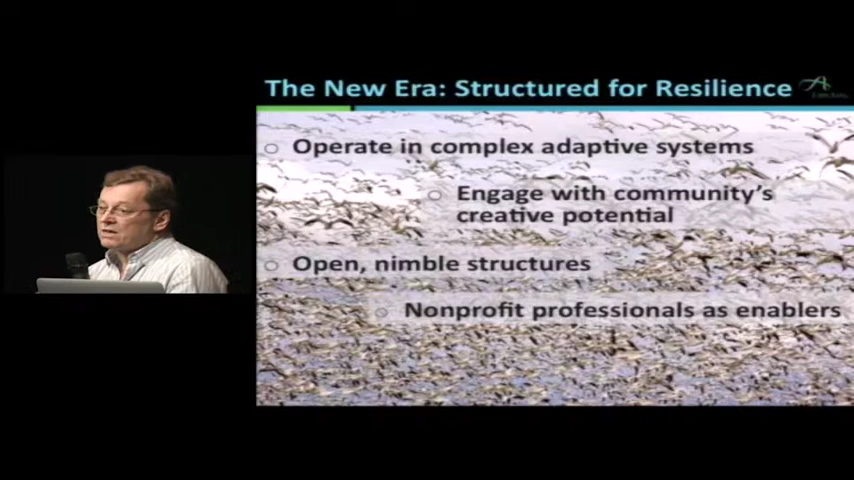 The New Era: Structured for Resilience
Operate in complex adaptive systems
Engage with community's
creative potential
Open, nimble structures
Nonprofit professionals as enablers